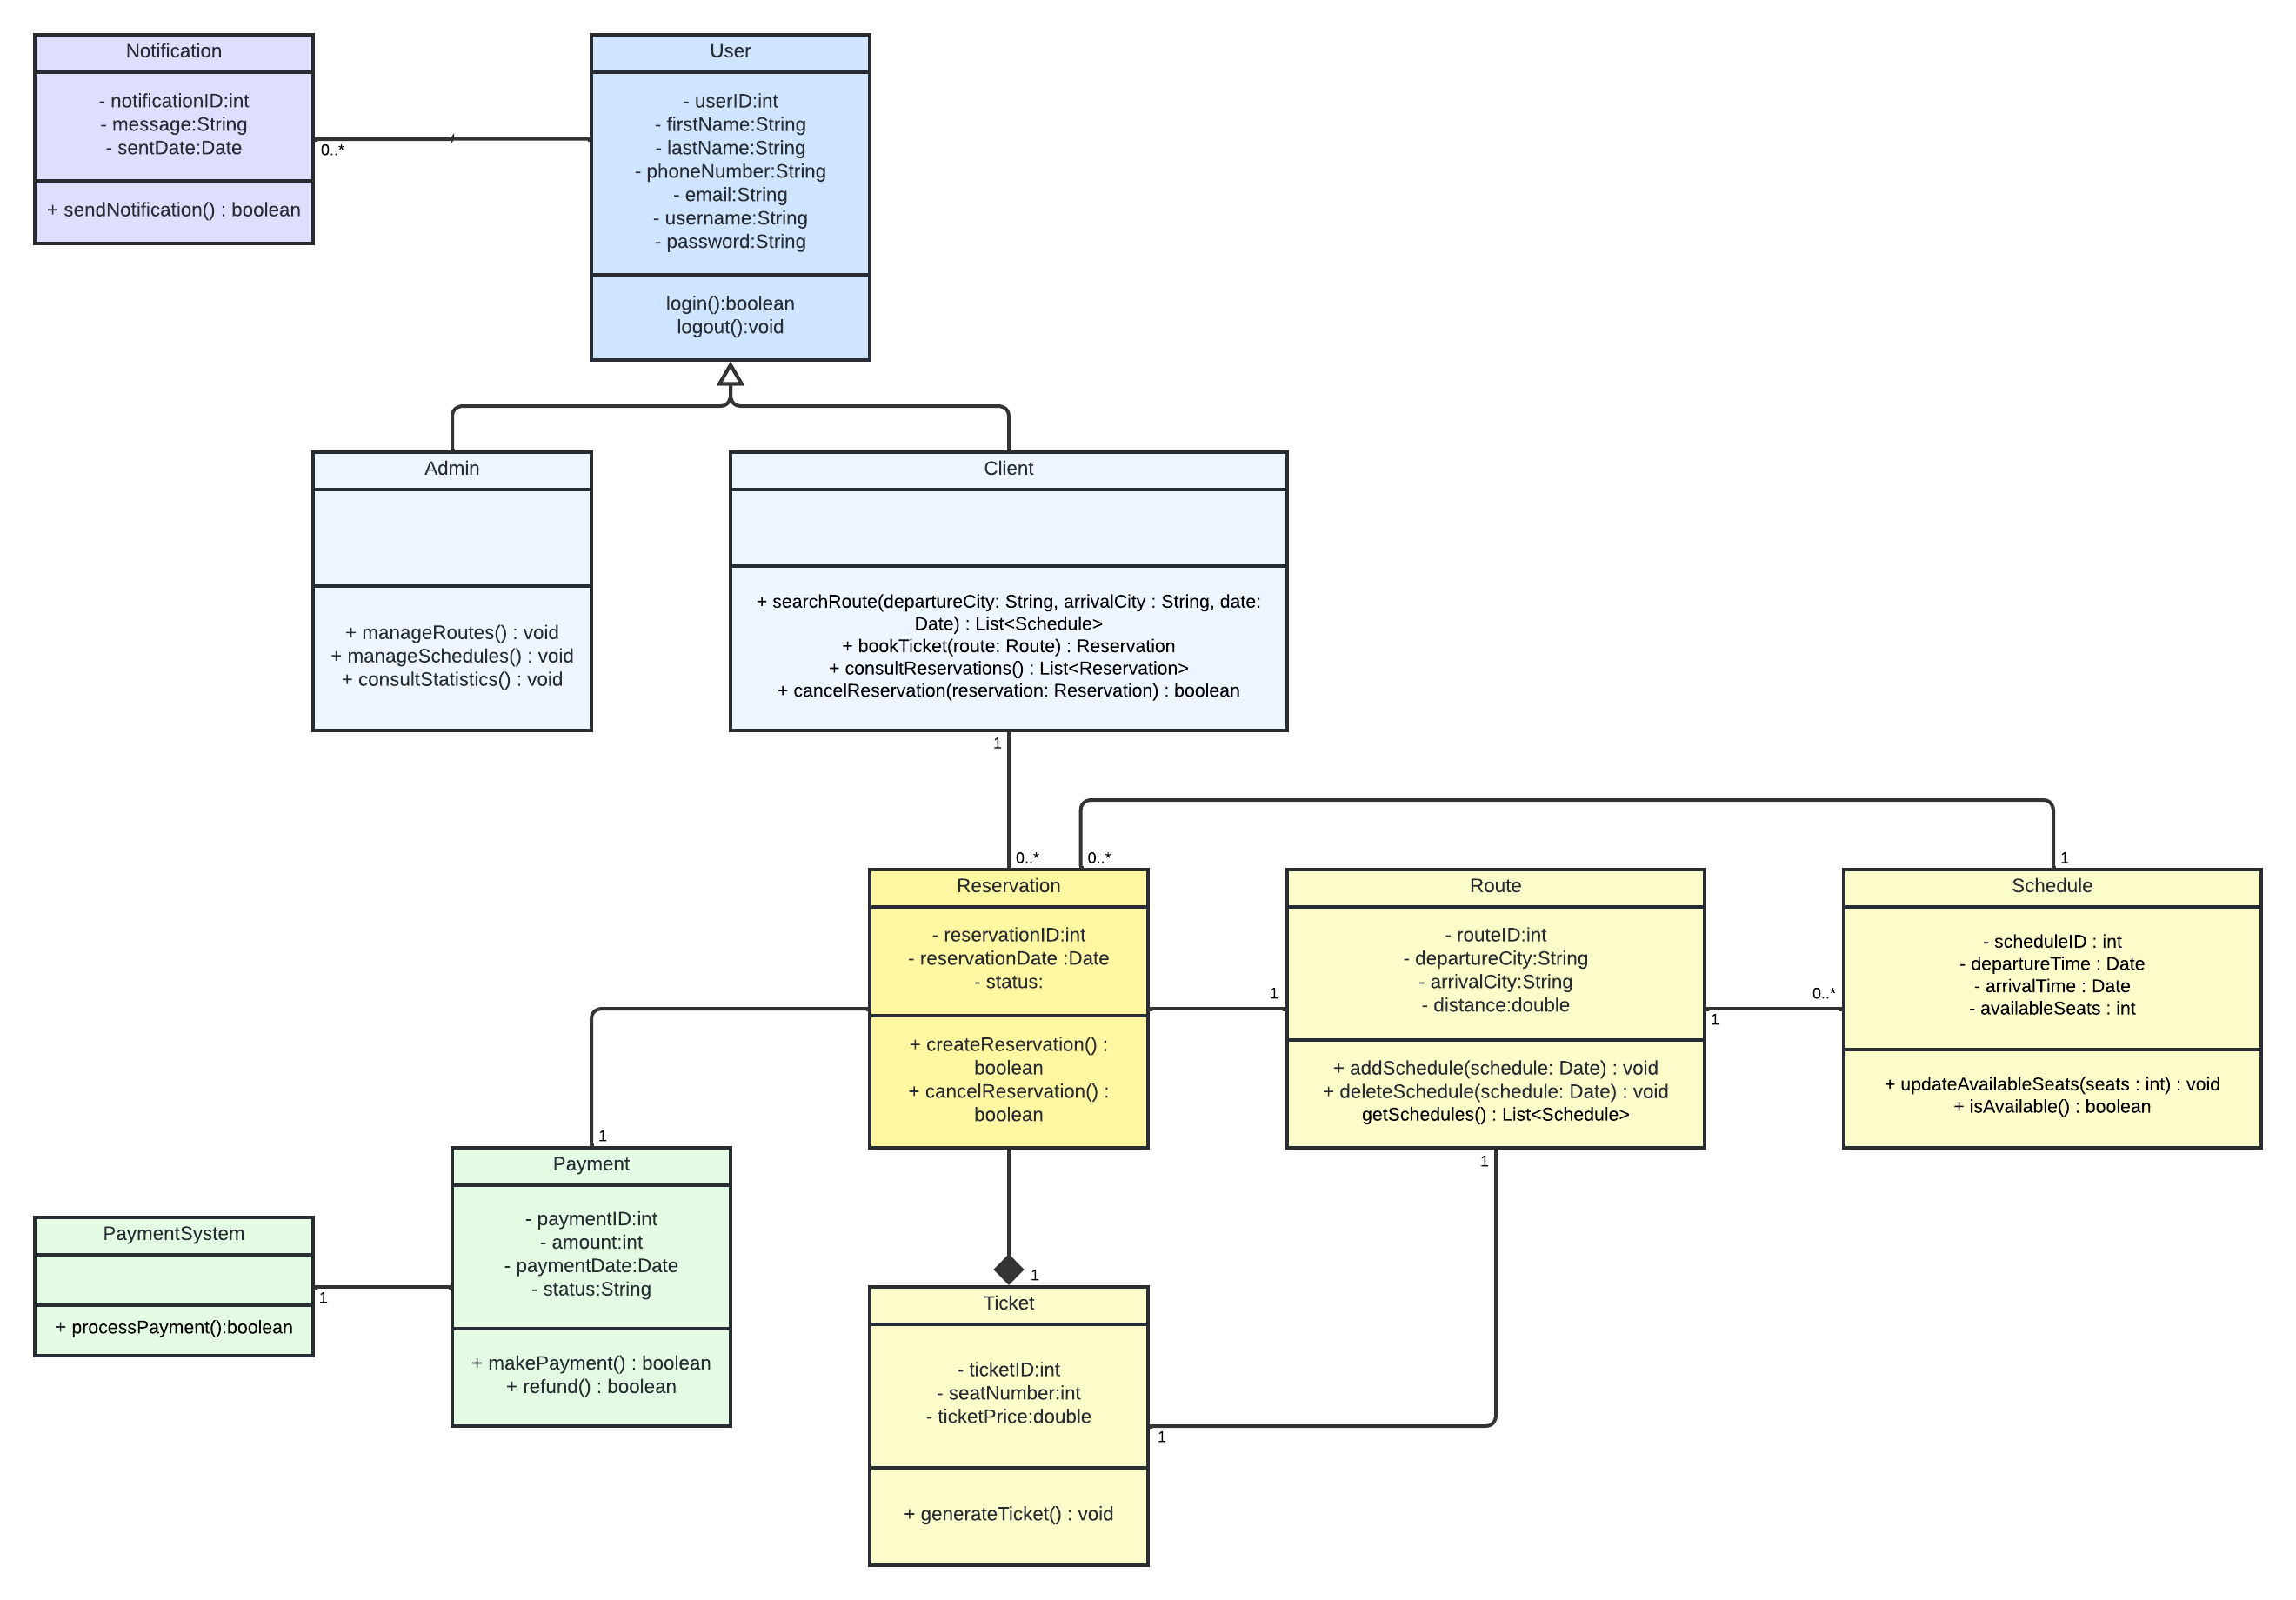 Notification
- notificationID:int
- message:String
- sentDate:Date
+ sendNotification() : boolean
0..*
User
- userID:int
- firstName:String
- lastName:String
- phoneNumber:String
- email:String
- username:String
- password:String
login():boolean
logout():void
Admin
+ manageRoutes() : void
+ manageSchedules() : void
+ consultStatistics() : void
Client
+ searchRoute(departureCity: String, arrivalCity : String, date:
Date) : List<Schedule>
+ bookTicket(route: Route) : Reservation
+ consultReservations() : List<Reservation>
+ cancelReservation(reservation: Reservation) : boolean
1
0..*
0..*
1
Reservation
- reservationID:int
- reservationDate :Date
- status:
+ createReservation() :
boolean
+ cancelReservation() :
boolean
1
Route
- routeID:int
- departureCity:String
- arrivalCity:String
- distance:double
+ addSchedule(schedule: Date) : void
+ deleteSchedule(schedule: Date) : void
getSchedules() : List<Schedule>
1
0..*
Schedule
- scheduleID : int
- departureTime : Date
- arrivalTime : Date
- availableSeats : int
+ updateAvailableSeats(seats : int) : void
+ isAvailable() : boolean
1
1
Payment
- paymentID:int
- amount:int
- paymentDate:Date
- status:String
+ makePayment() : boolean
+ refund() : boolean
PaymentSystem
+ processPayment():boolean
1
1
Ticket
- ticketID:int
- seatNumber:int
- ticketPrice:double
+ generateTicket() : void
1